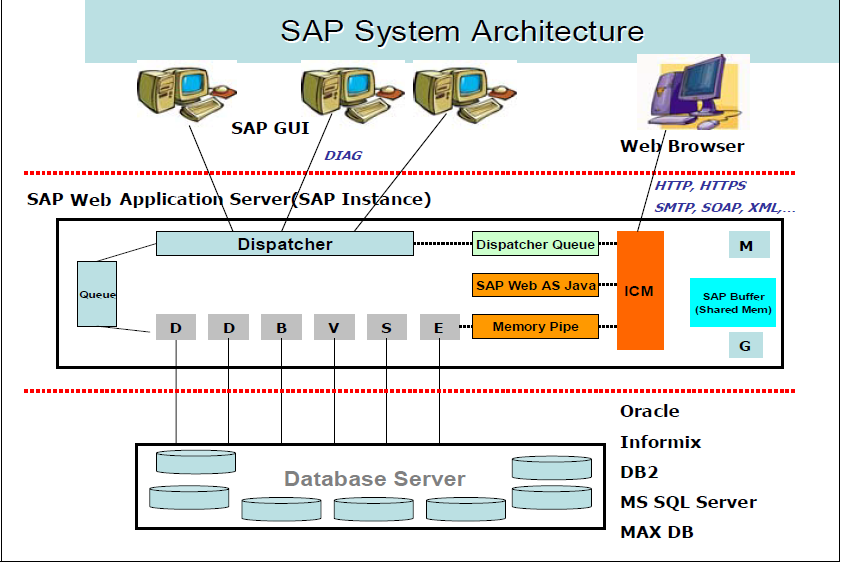 SAP System Architecture
SAP GUI
DIAG
Web Browser
HTTP, HTTPS
SAP Web Application Server(SAP Instance)
SMTP, SOAP, XML,...
Dispatcher
Dispatcher Queue
M
Queue
SAP Web AS Java
ICM
SAP Buffer
(Shared Mem)
D
D
B
V
S
E
Memory Pipe
G
Oracle
Informix
Database Server
DB2
MS SQL Server
MAX DB